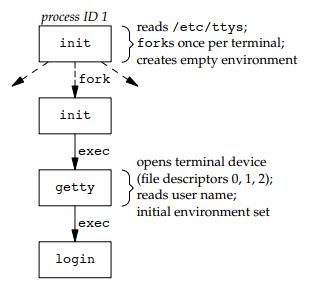 process ID 1
init
reads /etc/ttys;
forks once per terminal;
creates empty environment
fork
init
exec
getty
opens terminal device
(file descriptors 0, 1, 2);
reads user name;
initial environment set
exec
login